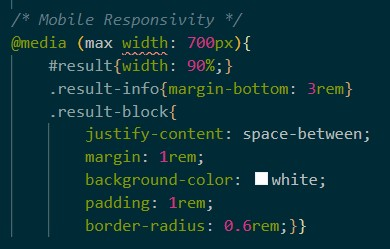 /* Mobile Responsivity */
@media (max width: 700px){
#result{width: 90%;}
.result-info{margin-bottom: 3rem}
.result-block{
justify-content: space-between;
margin: 1rem;
background-color: white;
padding: 1rem;
border-radius: 0.6rem;}}